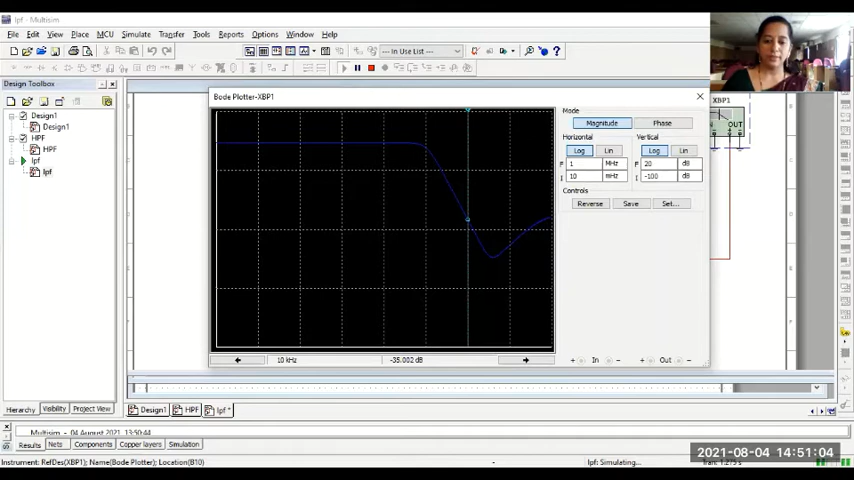 lpf - Multisim
File Edit View Place MCU Simulate Transfer Tools Reports Options Window Help
--- In Use List ---
Design Toolbox
Design1
Design1
HPF
HPF
lpf
lpf
Bode Plotter-XBP1
XBP1
IN OUT
Mode
Magnitude Phase
Horizontal Vertical
Log Lin Log Lin
F 1 MHz F 20 dB
I 10 mHz I -100 dB
Controls
Reverse Save Set...
10 kHz -35.002 dB
+ In - + Out -
Hierarchy Visibility Project View
Design1 HPF lpf *
Multisim - 04 August 2021, 13:50:44
Results Nets Components Copper layers Simulation
2021-08-04 14:51:04
Instrument: RefDes(XBP1); Name(Bode Plotter); Location(B10) - lpf: Simulating... Tran: 1.275 s